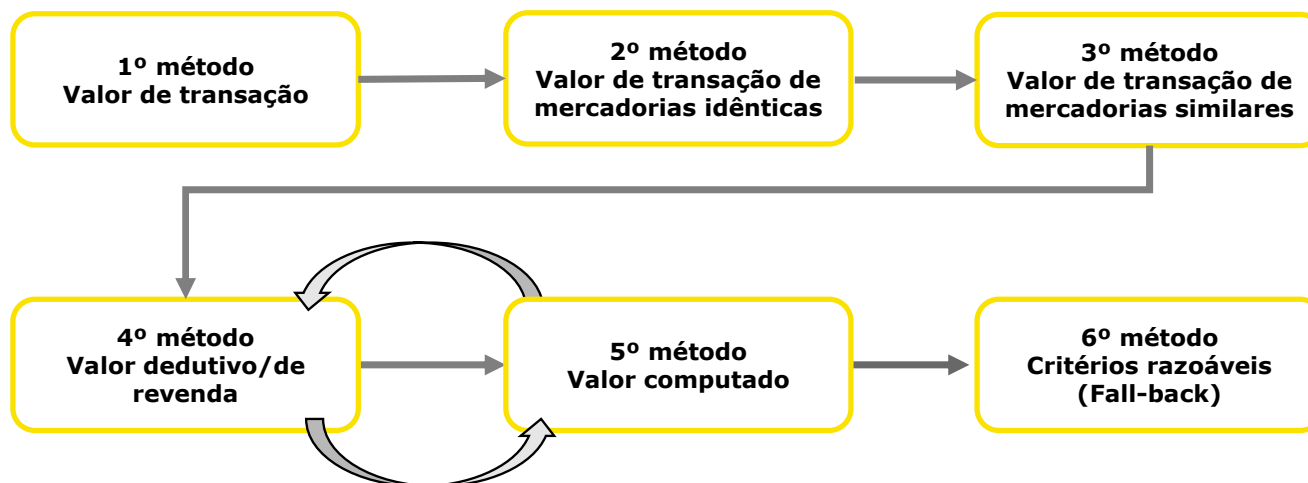 1º método
Valor de transação
2º método
Valor de transação de
mercadorias idênticas
3º método
Valor de transação de
mercadorias similares
4º método
Valor dedutivo/de
revenda
5º método
Valor computado
6º método
Critérios razoáveis
(Fall-back)